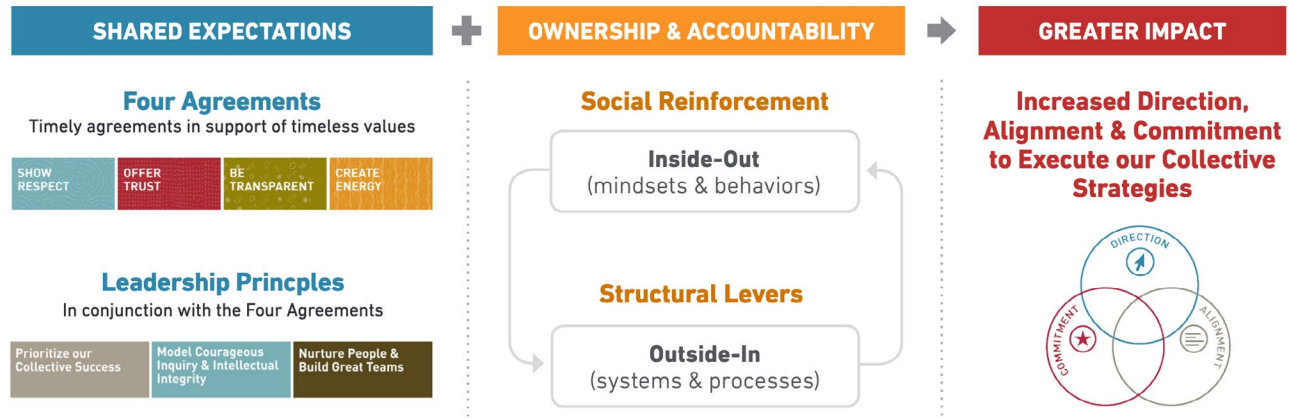 SHARED EXPECTATIONS
Four Agreements
Timely agreements in support of timeless values
SHOW
RESPECT
OFFER
TRUST
BE
TRANSPARENT
CREATE
ENERGY
Leadership Princples
In conjunction with the Four Agreements
Prioritize our
Collective Success
Model Courageous
Inquiry & Intellectual
Integrity
Nurture People &
Build Great Teams
OWNERSHIP & ACCOUNTABILITY
Social Reinforcement
Inside-Out
(mindsets & behaviors)
Structural Levers
Outside-In
(systems & processes)
GREATER IMPACT
Increased Direction,
Alignment & Commitment
to Execute our Collective
Strategies
DIRECTION
COMMITMENT
ALIGNMENT